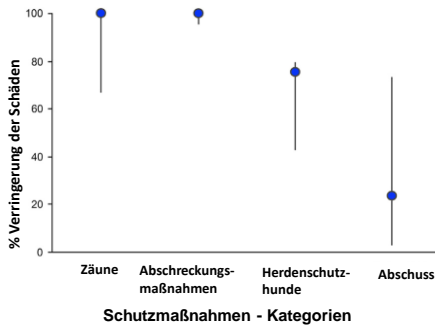 % Verringerung der Schäden
100
80
60
40
20
0
Zäune
Abschreckungs-
maßnahmen
Herdenschutz-
hunde
Abschuss
Schutzmaßnahmen - Kategorien